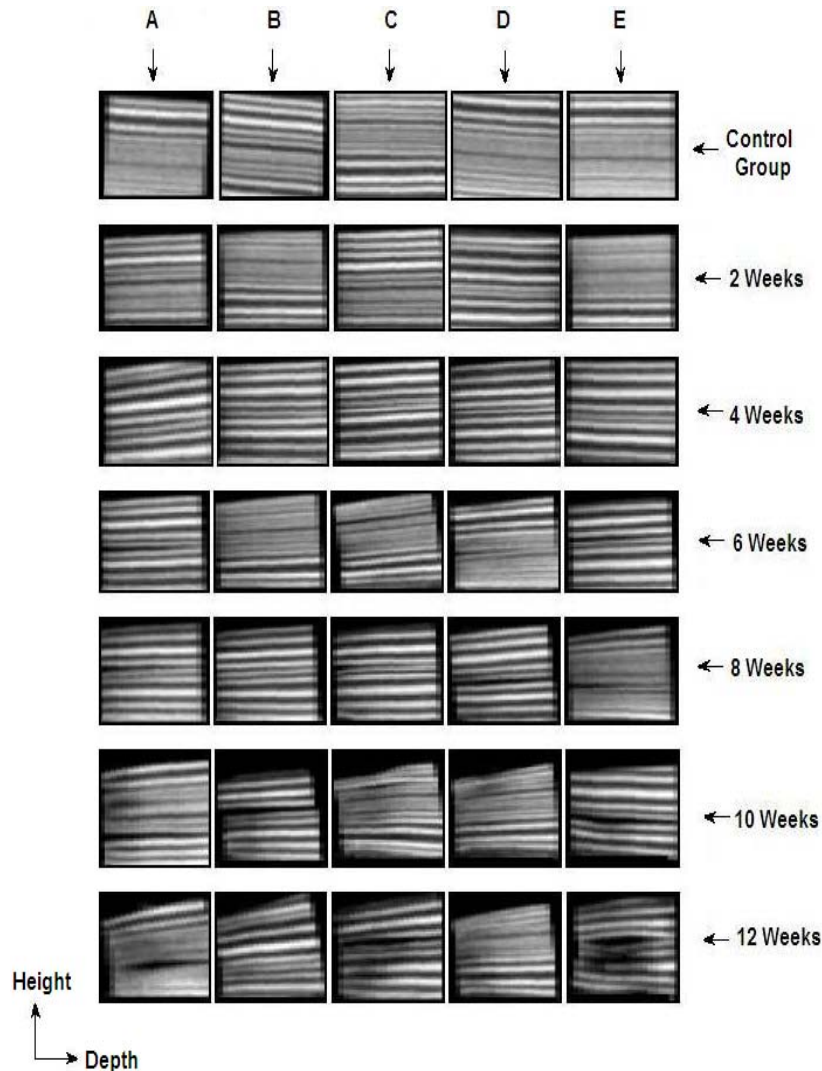 A B C D E
Control
Group
2 Weeks
4 Weeks
6 Weeks
8 Weeks
10 Weeks
12 Weeks
Height
Depth